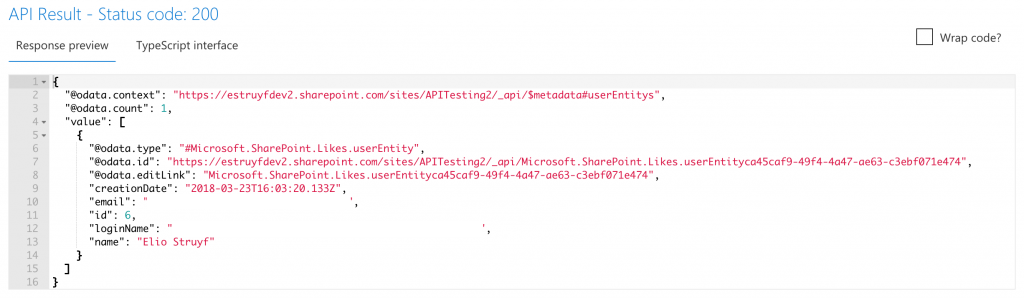 API Result - Status code: 200
Response preview TypeScript interface
Wrap code?
1 {
2 "@odata.context": "https://estruyfdev2.sharepoint.com/sites/APITesting2/_api/$metadata#userEntitys",
3 "@odata.count": 1,
4 "value": [
5 {
6 "@odata.type": "#Microsoft.SharePoint.Likes.userEntity",
7 "@odata.id": "https://estruyfdev2.sharepoint.com/sites/APITesting2/_api/Microsoft.SharePoint.Likes.userEntityca45caf9-49f4-4a47-ae63-c3ebf071e474",
8 "@odata.editLink": "Microsoft.SharePoint.Likes.userEntityca45caf9-49f4-4a47-ae63-c3ebf071e474",
9 "creationDate": "2018-03-23T16:03:20.133Z",
10 "email": " ',
11 "id": 6,
12 "loginName": " ',
13 "name": "Elio Struyf"
14 }
15 ]
16 }